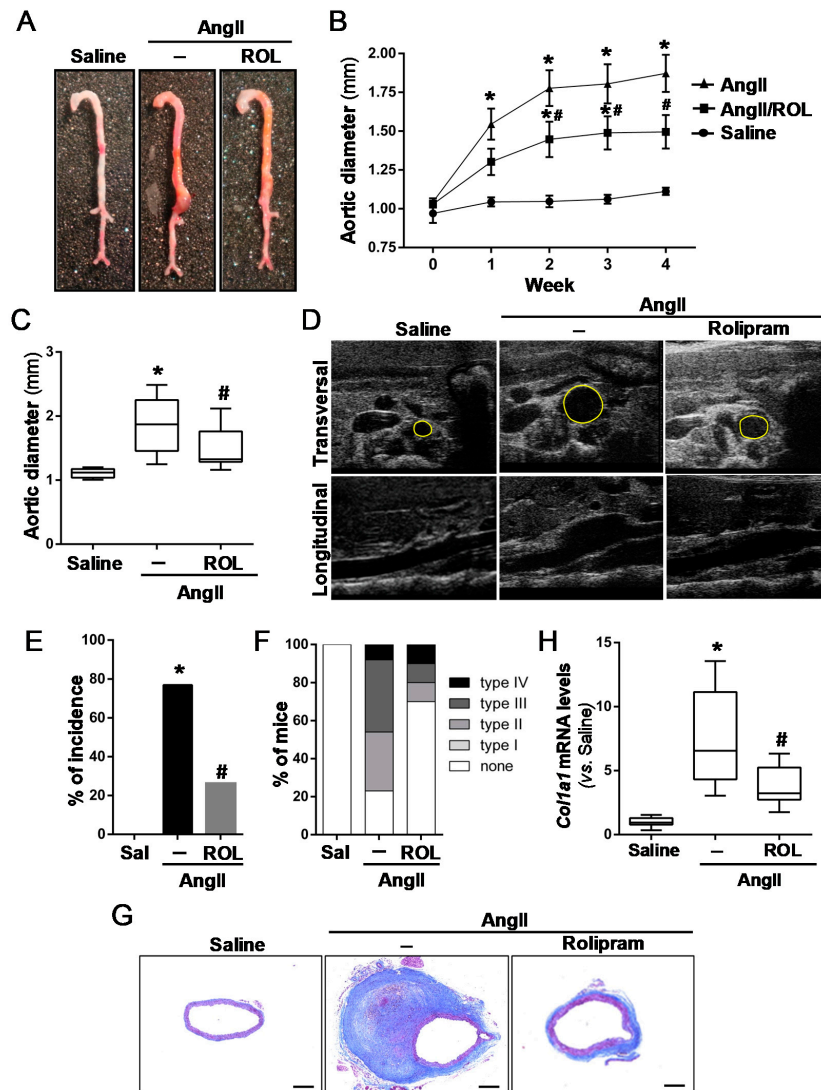 A
AngII
Saline
–
ROL
B
Aortic diameter (mm)
2.00
1.75
1.50
1.25
1.00
0.75
0
1
2
3
4
Week
*
*
*
*
*#
*#
#
AngII
AngII/ROL
Saline
C
Aortic diameter (mm)
3
2
1
0
*
#
Saline
–
ROL
AngII
D
AngII
Saline
–
Rolipram
Transversal
Longitudinal
E
% of incidence
100
80
60
40
20
0
*
#
Sal
–
ROL
AngII
F
% of mice
100
80
60
40
20
0
Sal
–
ROL
AngII
type IV
type III
type II
type I
none
H
Col1a1 mRNA levels
(vs. Saline)
15
10
5
0
*
#
Saline
–
ROL
AngII
G
AngII
Saline
–
Rolipram